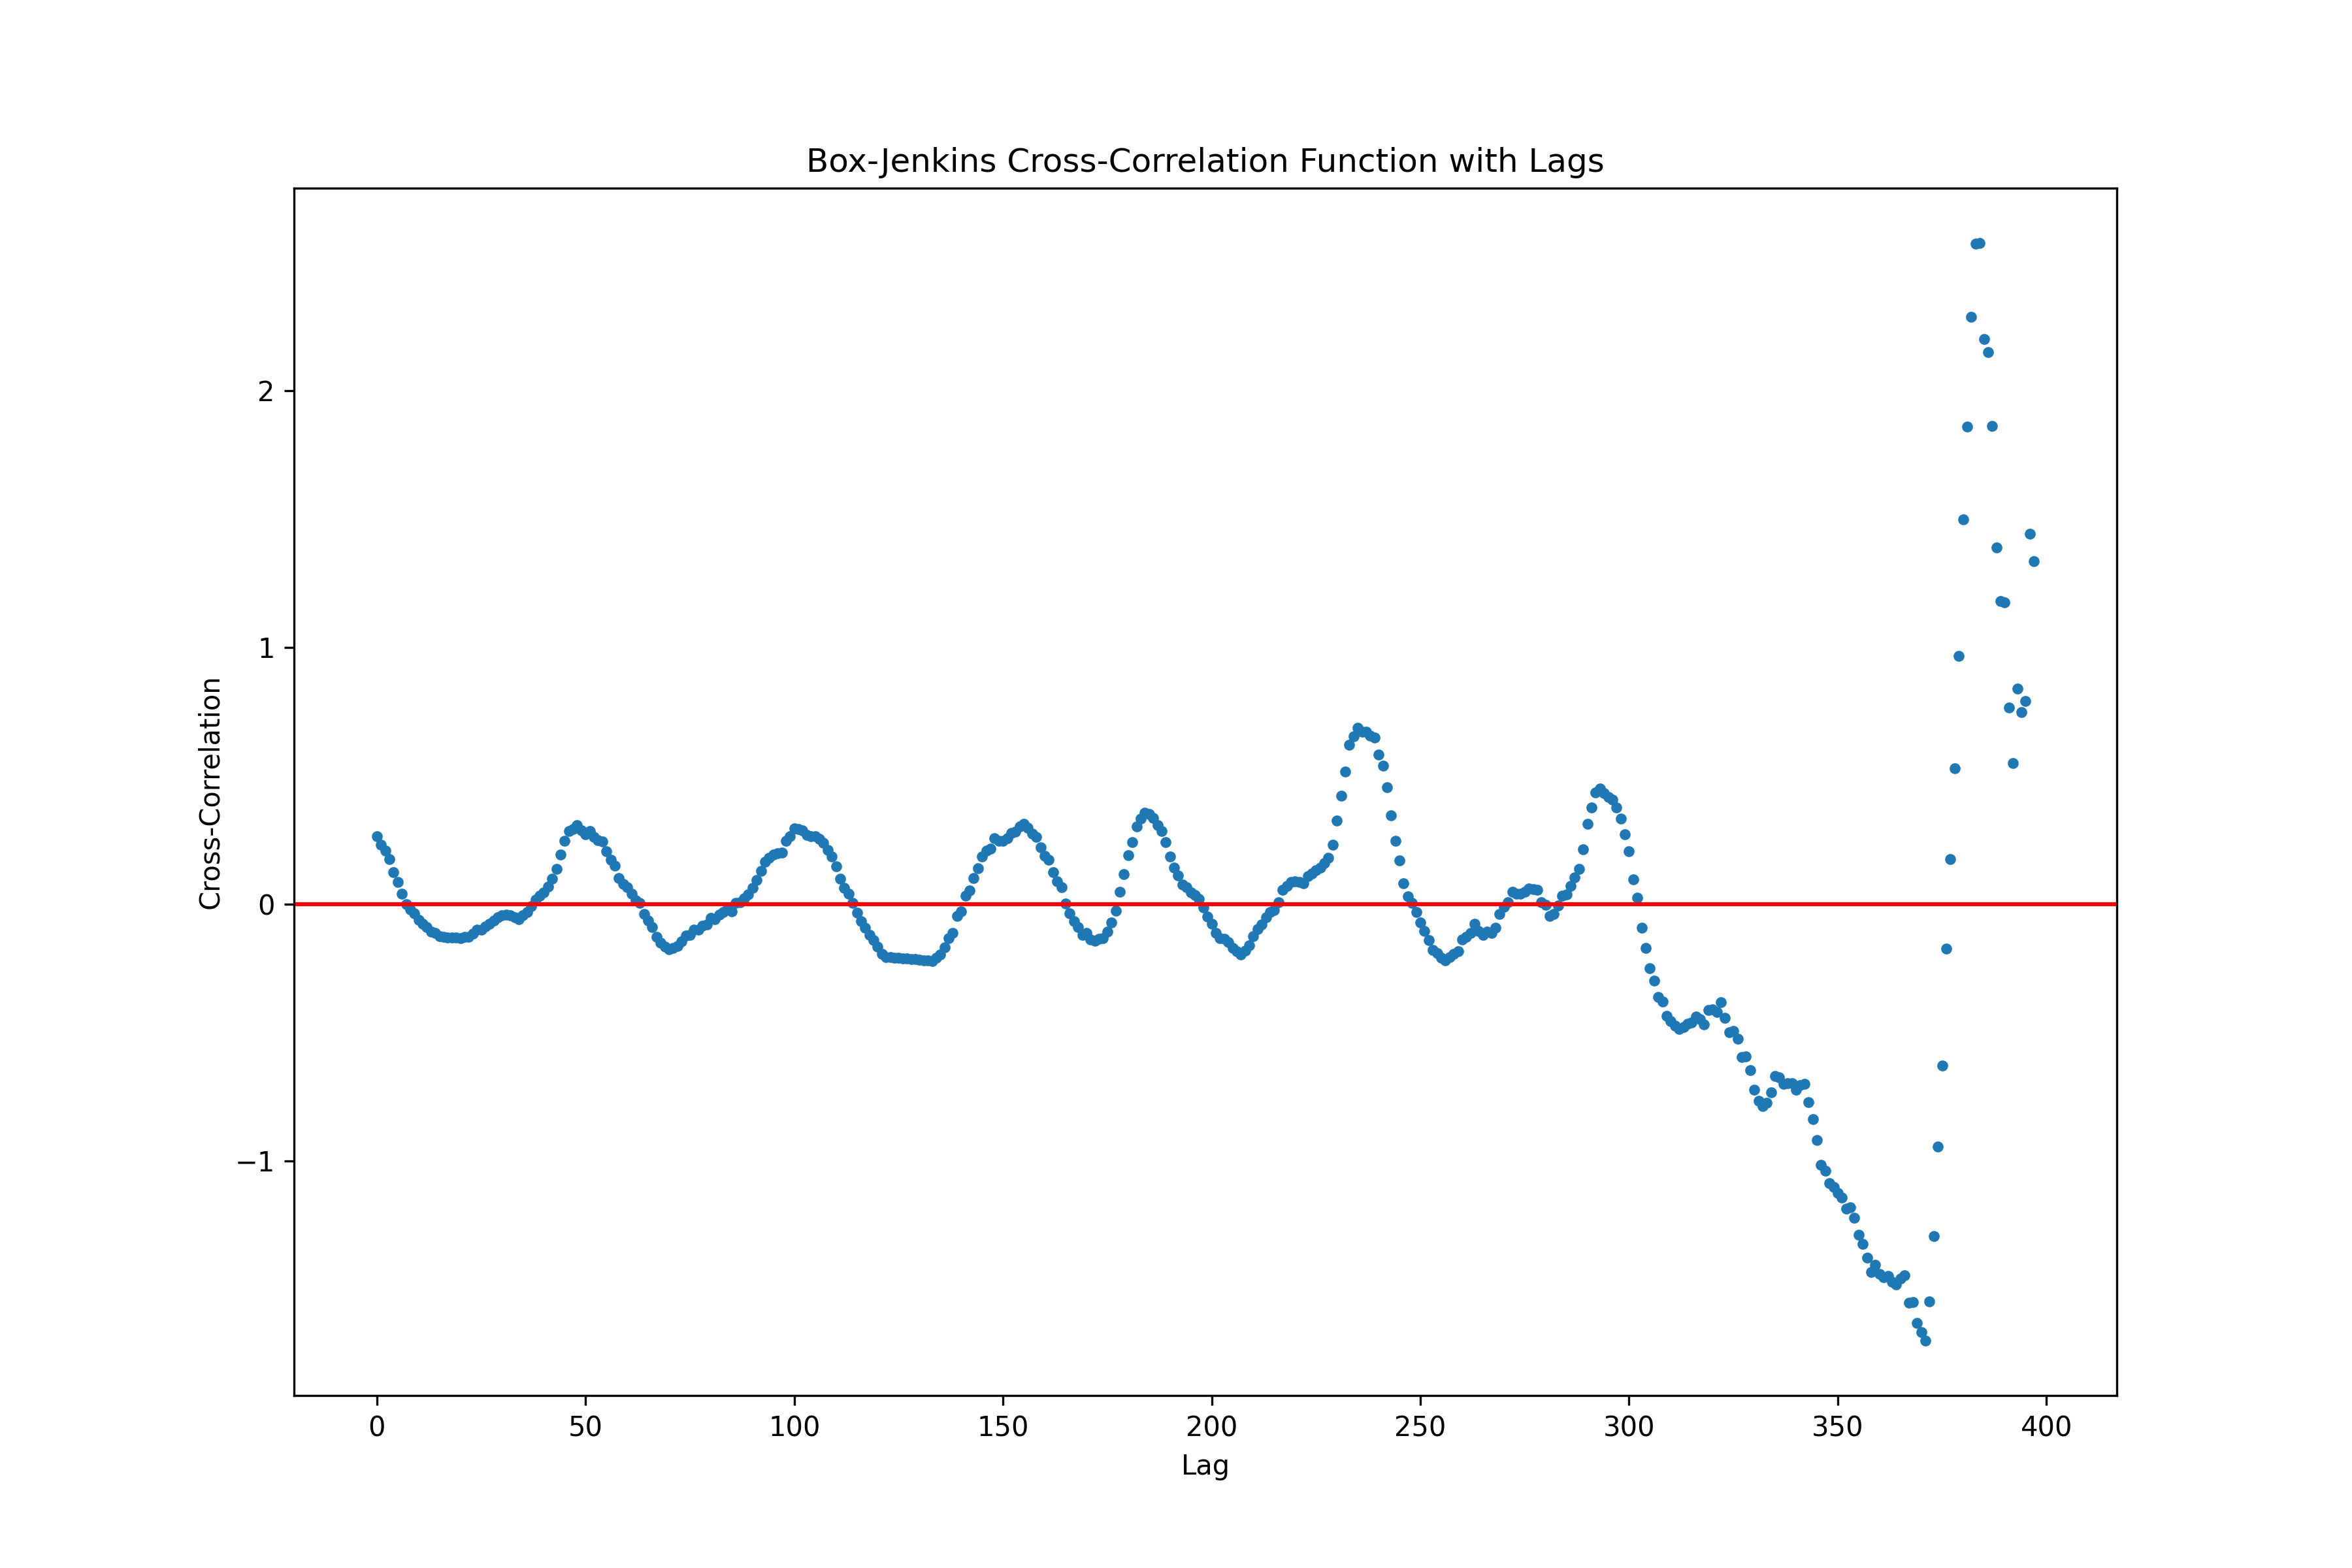 Box-Jenkins Cross-Correlation Function with Lags
2
1
0
−1
Cross-Correlation
0 50 100 150 200 250 300 350 400
Lag